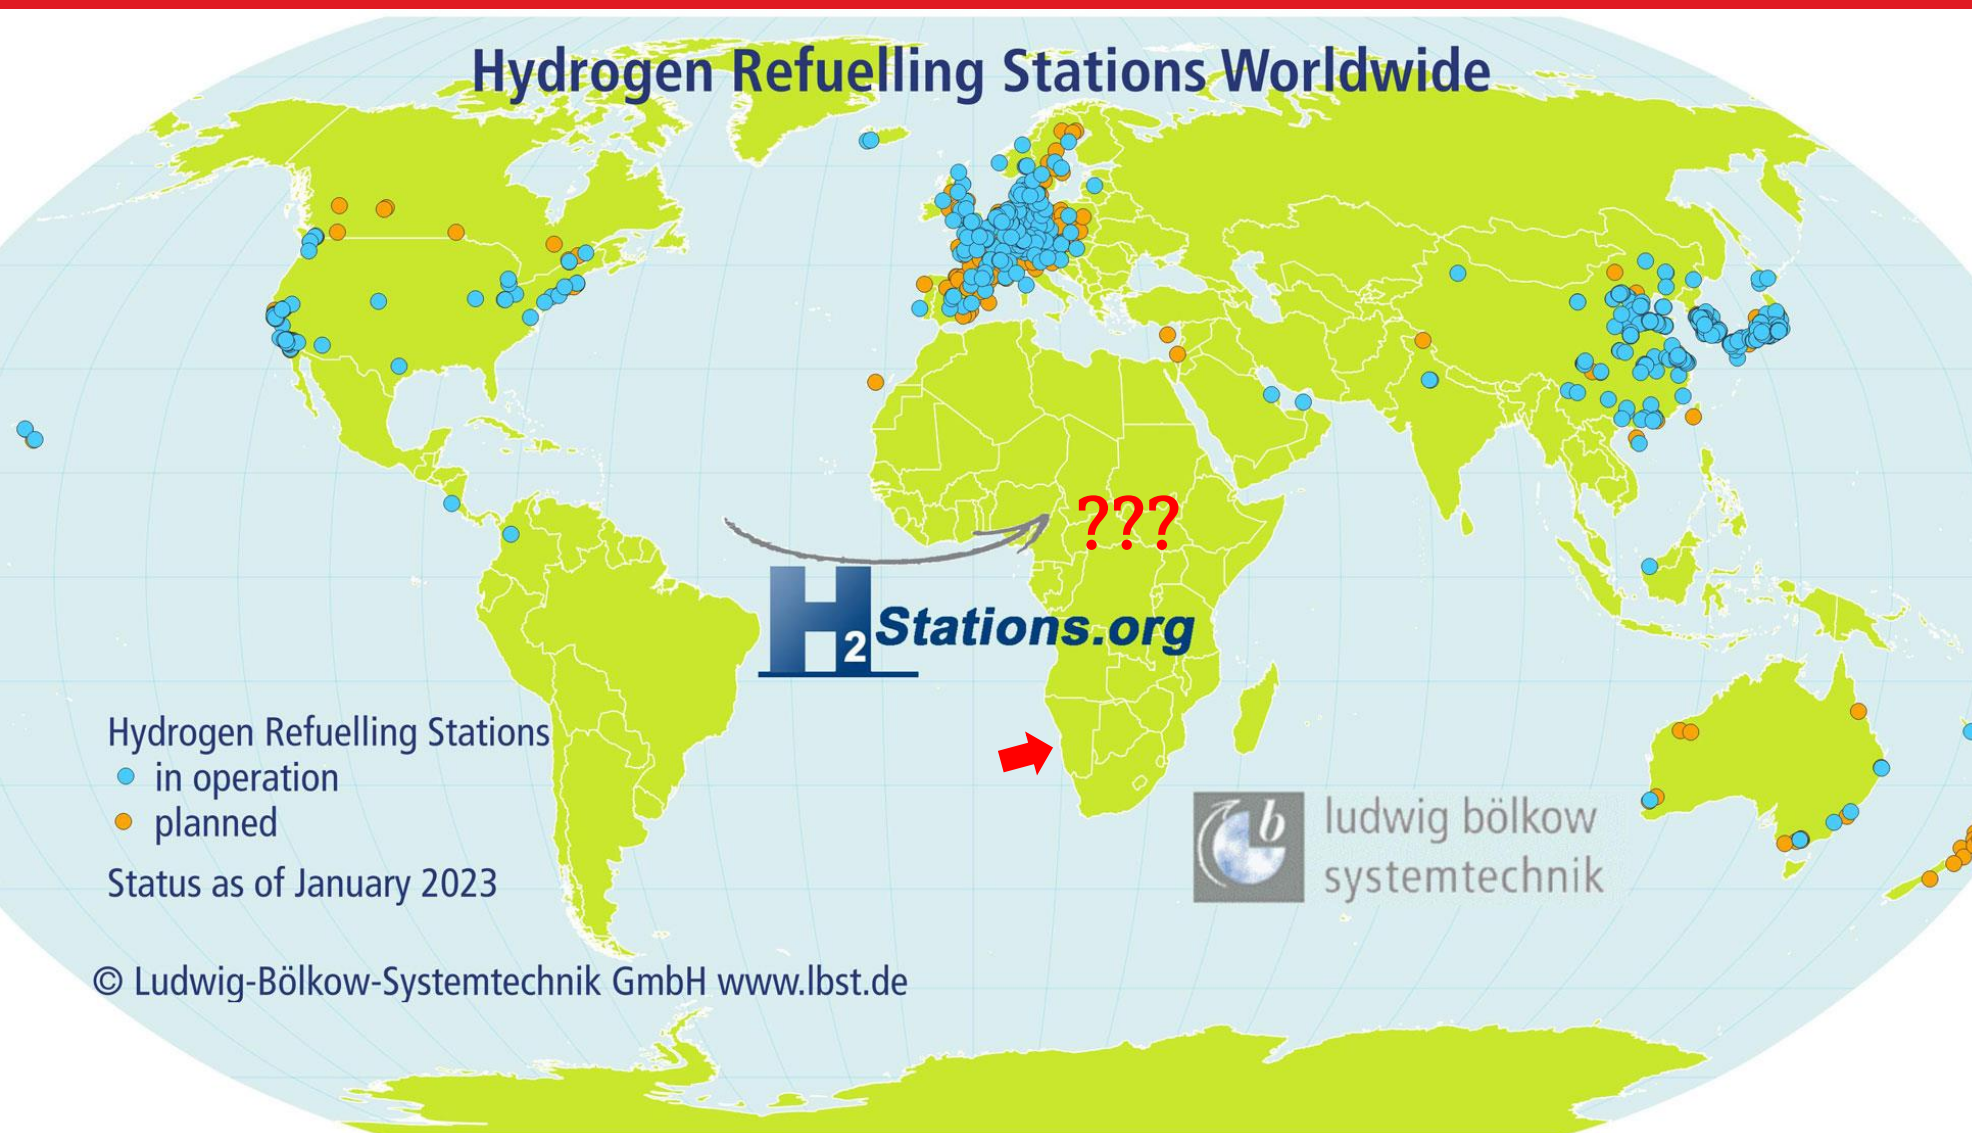 Hydrogen Refuelling Stations Worldwide
???
H2Stations.org
Hydrogen Refuelling Stations
in operation
planned
Status as of January 2023
b
ludwig bölkow
systemtechnik
© Ludwig-Bölkow-Systemtechnik GmbH www.lbst.de